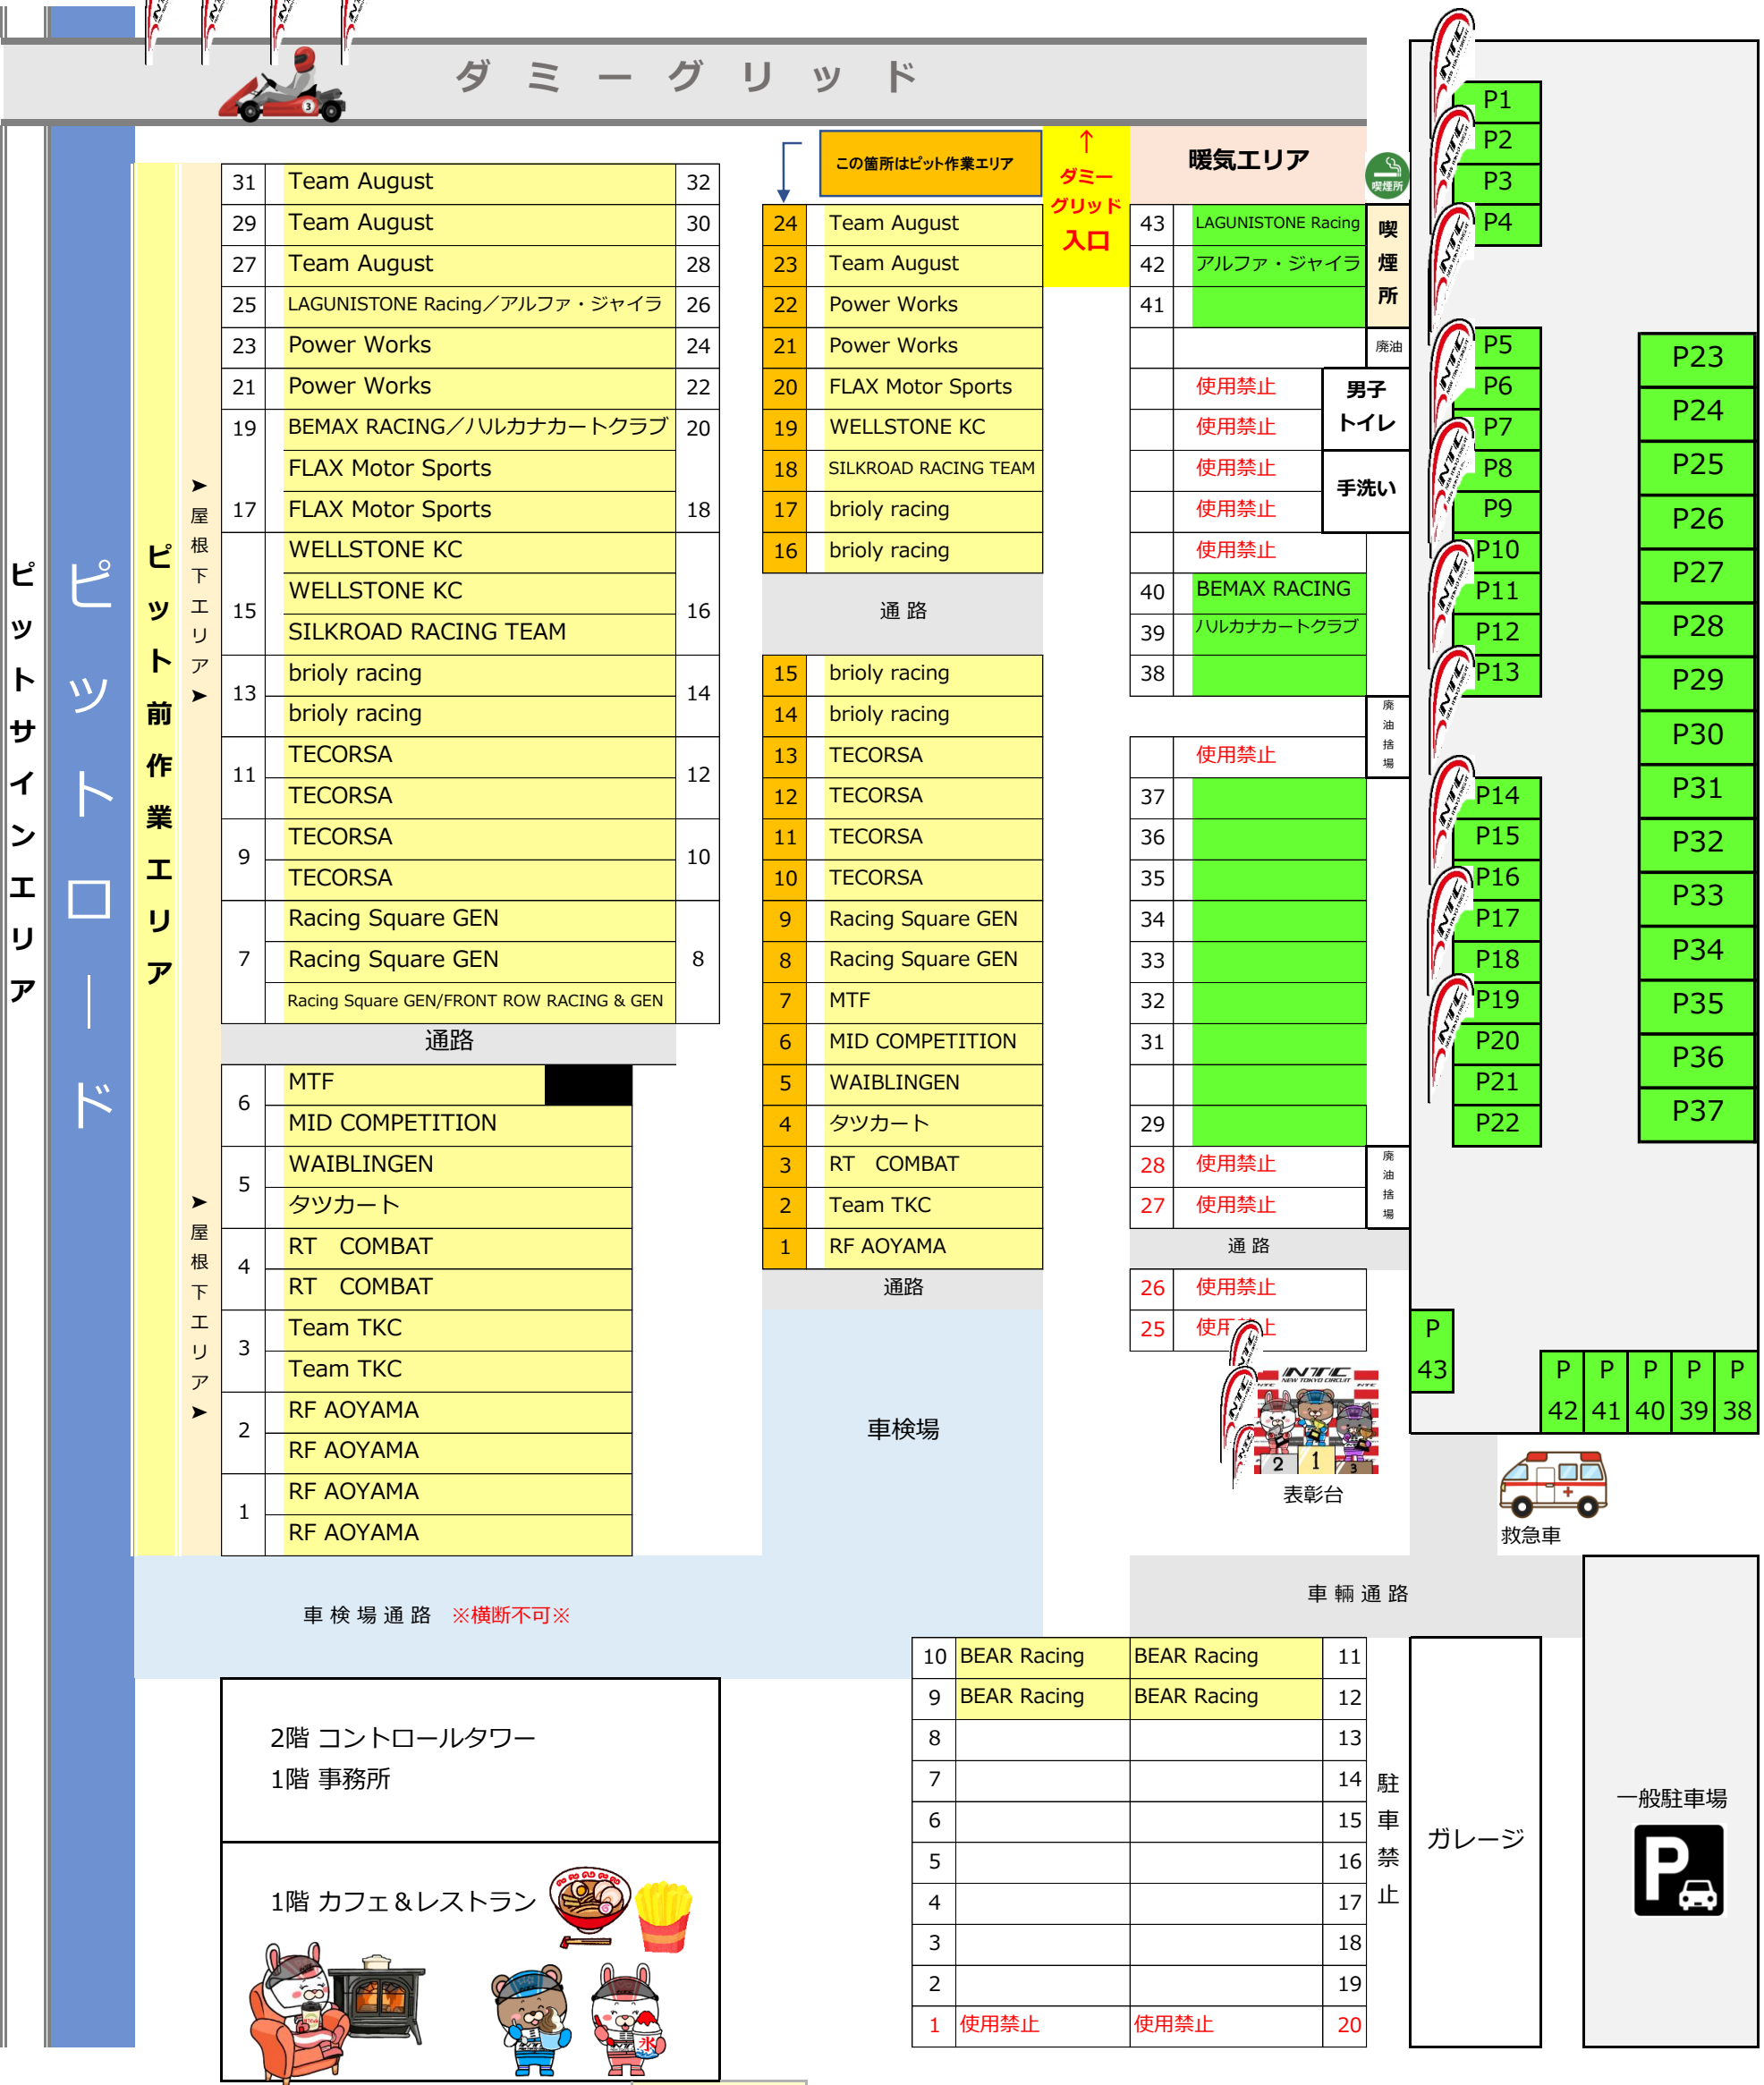 ダミーグリッド
3
この箇所はピット作業エリア
↑
ダミー
グリッド
入口
暖気エリア
喫煙所
ピットサインエリア
ピットロード
ピット前作業エリア
➤屋根下エリア➤
➤屋根下エリア➤
31 Team August 32
29 Team August 30
27 Team August 28
25 LAGUNISTONE Racing／アルファ・ジャイラ 26
23 Power Works 24
21 Power Works 22
19 BEMAX RACING／ハルカナカートクラブ 20
FLAX Motor Sports
17 FLAX Motor Sports 18
WELLSTONE KC
15 WELLSTONE KC 16
SILKROAD RACING TEAM
13 brioly racing 14
brioly racing
11 TECORSA 12
TECORSA
9 TECORSA 10
TECORSA
Racing Square GEN
7 Racing Square GEN 8
Racing Square GEN/FRONT ROW RACING & GEN
通路
6 MTF
MID COMPETITION
5 WAIBLINGEN
タツカート
4 RT COMBAT
RT COMBAT
3 Team TKC
Team TKC
2 RF AOYAMA
RF AOYAMA
1 RF AOYAMA
RF AOYAMA
24 Team August
23 Team August
22 Power Works
21 Power Works
20 FLAX Motor Sports
19 WELLSTONE KC
18 SILKROAD RACING TEAM
17 brioly racing
16 brioly racing
通路
15 brioly racing
14 brioly racing
13 TECORSA
12 TECORSA
11 TECORSA
10 TECORSA
9 Racing Square GEN
8 Racing Square GEN
7 MTF
6 MID COMPETITION
5 WAIBLINGEN
4 タツカート
3 RT COMBAT
2 Team TKC
1 RF AOYAMA
通路
車検場
43 LAGUNISTONE Racing
42 アルファ・ジャイラ
41
喫煙所
廃油
使用禁止
使用禁止
男子
トイレ
使用禁止
使用禁止
手洗い
使用禁止
40 BEMAX RACING
39 ハルカナカートクラブ
38
廃油捨場
使用禁止
37
36
35
34
33
32
31
29
28 使用禁止
27 使用禁止
廃油捨場
通路
26 使用禁止
25 使用禁止
NTC
NEW TOKYO CIRCUIT
2 1 3
表彰台
P1
P2
P3
P4
P5
P6
P7
P8
P9
P10
P11
P12
P13
P14
P15
P16
P17
P18
P19
P20
P21
P22
P23
P24
P25
P26
P27
P28
P29
P30
P31
P32
P33
P34
P35
P36
P37
P43
P42 P41 P40 P39 P38
救急車
車輌通路
車検場通路 ※横断不可※
10 BEAR Racing BEAR Racing 11
9 BEAR Racing BEAR Racing 12
8 13
7 14
6 15
5 16
4 17
3 18
2 19
1 使用禁止 使用禁止 20
駐車禁止
ガレージ
一般駐車場
P
2階 コントロールタワー
1階 事務所
1階 カフェ＆レストラン
氷